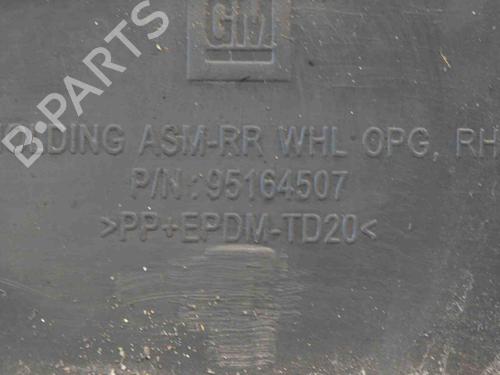 GM
ASM-RR WHL OPG, RH
P/N : 95164507
>PP+EPDM-TD20<
B-PARTS